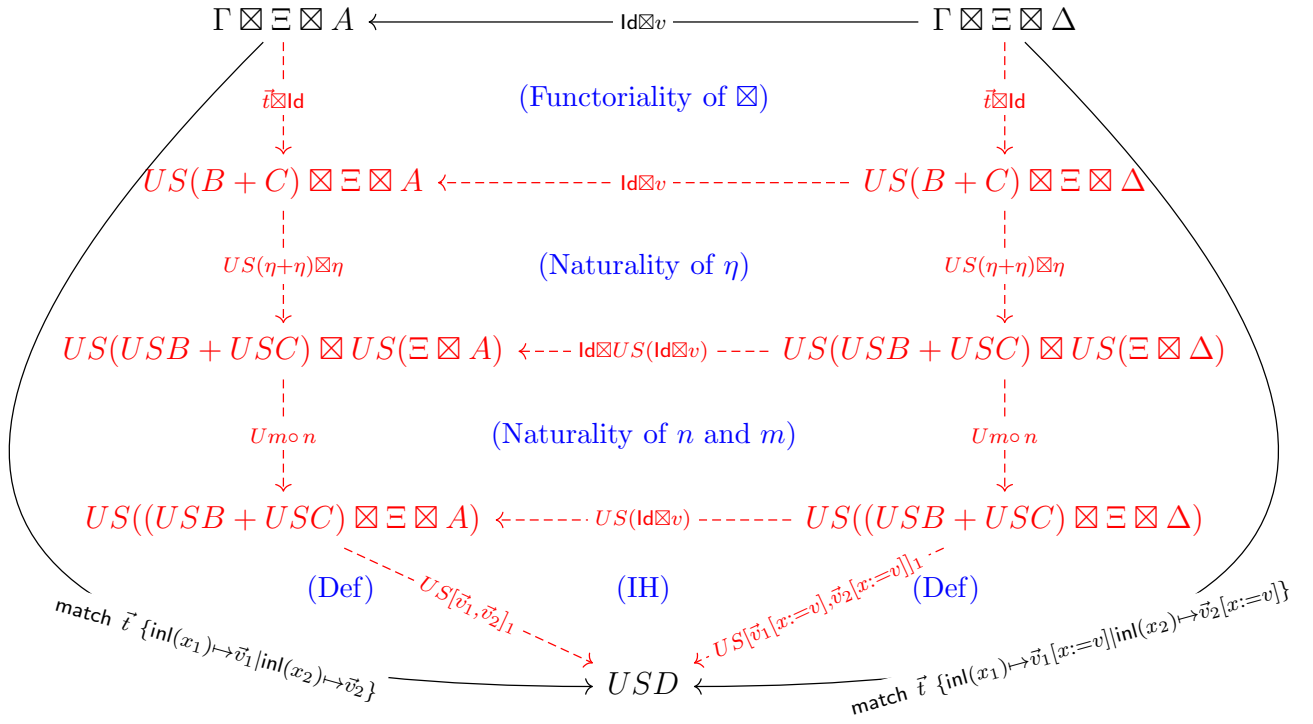 Γ ⊠ Ξ ⊠ A Id⊠v Γ ⊠ Ξ ⊠ Δ
t⃗⊠Id (Functoriality of ⊠) t⃗⊠Id
US(B + C) ⊠ Ξ ⊠ A Id⊠v US(B + C) ⊠ Ξ ⊠ Δ
US(η+η)⊠η (Naturality of η) US(η+η)⊠η
US(USB + USC) ⊠ US(Ξ ⊠ A) Id⊠US(Id⊠v) US(USB + USC) ⊠ US(Ξ ⊠ Δ)
Um∘n (Naturality of n and m) Um∘n
US((USB + USC) ⊠ Ξ ⊠ A) US(Id⊠v) US((USB + USC) ⊠ Ξ ⊠ Δ)
(Def) US[v⃗₁,v⃗₂]₁ (IH) US[v⃗₁[x:=v],v⃗₂[x:=v]]₁ (Def)
match t⃗ {inl(x₁)↦v⃗₁|inl(x₂)↦v⃗₂} match t⃗ {inl(x₁)↦v⃗₁[x:=v]|inl(x₂)↦v⃗₂[x:=v]}
USD